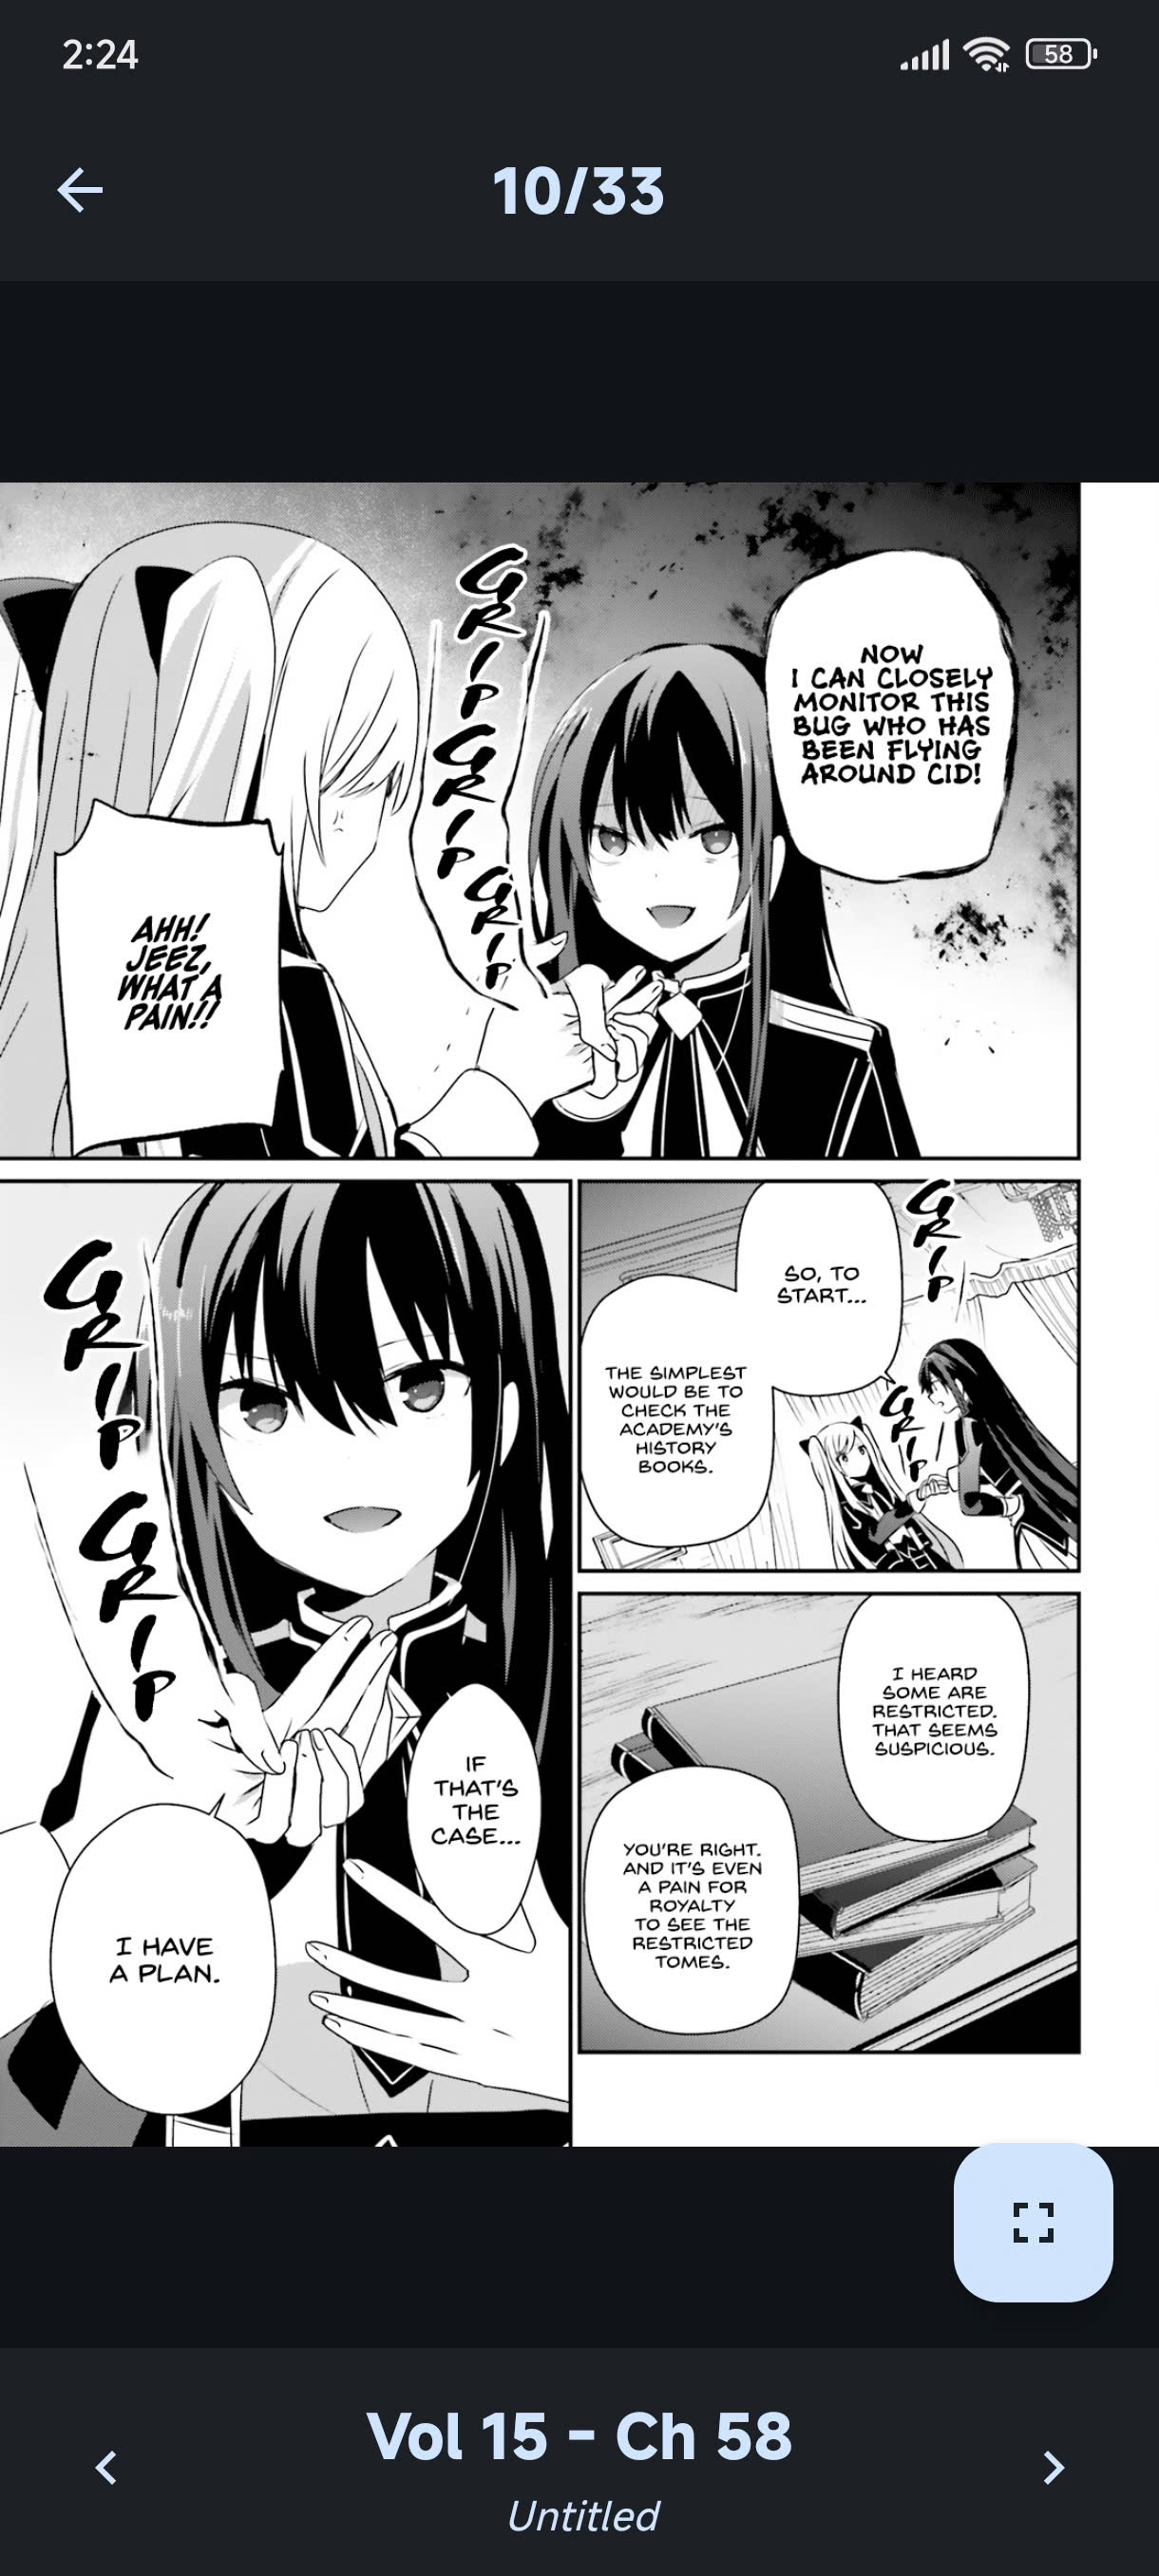 2:24
58
10/33
NOW
I CAN CLOSELY
MONITOR THIS
BUG WHO HAS
BEEN FLYING
AROUND CID!
GRIP
GRIP
GRIP
AHH!
JEEZ,
WHAT A
PAIN!!
GRIP
SO, TO
START...
GRIP
THE SIMPLEST
WOULD BE TO
CHECK THE
ACADEMY'S
HISTORY
BOOKS.
I HEARD
SOME ARE
RESTRICTED.
THAT SEEMS
SUSPICIOUS.
YOU'RE RIGHT.
AND IT'S EVEN
A PAIN FOR
ROYALTY
TO SEE THE
RESTRICTED
TOMES.
GRIP
GRIP
IF
THAT'S
THE
CASE...
I HAVE
A PLAN.
Vol 15 - Ch 58
Untitled